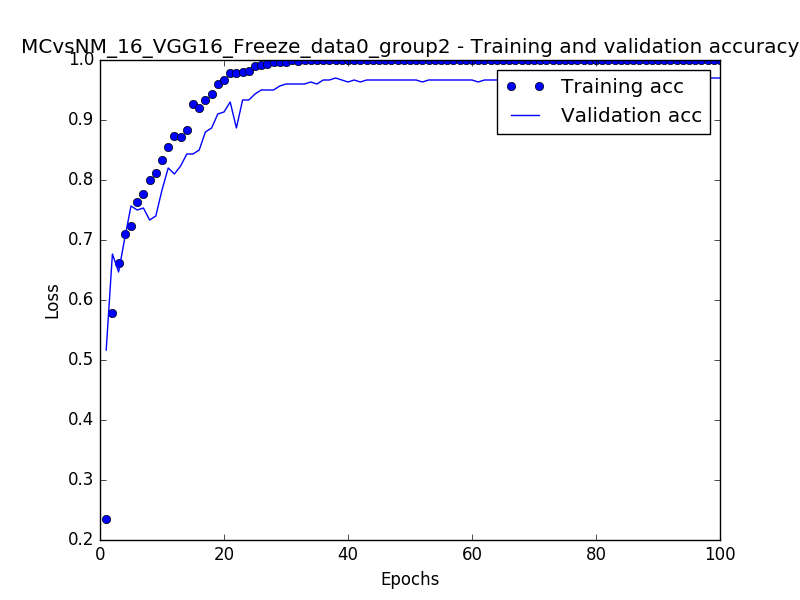 MCvsNM_16_VGG16_Freeze_data0_group2 - Training and validation accuracy
1.0
0.9
0.8
0.7
0.6
0.5
0.4
0.3
0.2
Loss
Training acc
Validation acc
0 20 40 60 80 100
Epochs